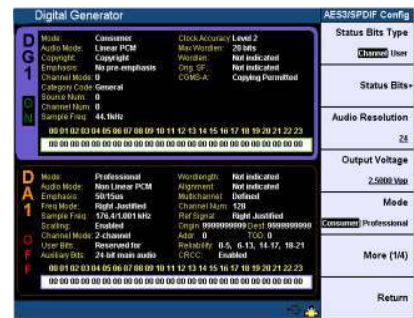 Digital Generator
AES3/SPDIF Config
DG1 ON
Mode: Consumer Clock Accuracy Level 2
Audio Mode: Linear PCM Max Wordlen: 20 bits
Copyright: Copyright Wordlen: Not indicated
Emphasis: No pre-emphasis Orig. SF: Not indicated
Channel Mode: 0 CGMS-A: Copying Permitted
Category Code: General
Source Num: 0
Channel Num: 0
Sample Freq: 44.1kHz
00 01 02 03 04 05 06 07 08 09 10 11 12 13 14 15 16 17 18 19 20 21 22 23
00 00 00 00 00 00 00 00 00 00 00 00 00 00 00 00 00 00 00 00 00 00 00 00
DA1 OFF
Mode: Professional Wordlength: Not indicated
Audio Mode: Non Linear PCM Alignment Not indicated
Emphasis: 50/15us Multichannel: Defined
Freq Mode: Right Justified Channel Num: 128
Sample Freq: 176.4/1.001 kHz Ref Signal: Right Justified
Scalling: Enabled Origin: 9999999999 Dest: 9999999999
Channel Mode: 2-channel Addr: 0 TOD: 0
User Bits: Reserved for Reliability: 0-5, 6-13, 14-17, 18-21
Auxiliary Bits: 24-bit main audio CRCC: Enabled
00 01 02 03 04 05 06 07 08 09 10 11 12 13 14 15 16 17 18 19 20 21 22 23
00 00 00 00 00 00 00 00 00 00 00 00 00 00 00 00 00 00 00 00 00 00 00 00
Status Bits Type
Channel User
Status Bits
Audio Resolution
24
Output Voltage
2.5000 Vpp
Mode
Consumer Professional
More (1/4)
Return